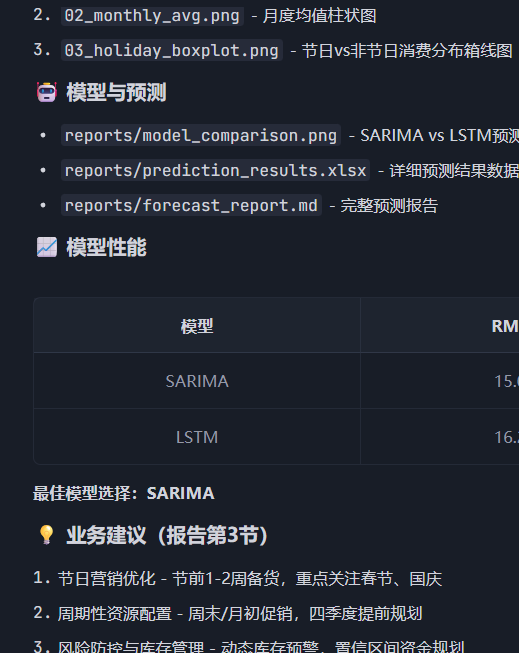 2. 02_monthly_avg.png - 月度均值柱状图
3. 03_holiday_boxplot.png - 节日vs非节日消费分布箱线图
🤖 模型与预测
• reports/model_comparison.png - SARIMA vs LSTM预测
• reports/prediction_results.xlsx - 详细预测结果数据
• reports/forecast_report.md - 完整预测报告
📈 模型性能
模型 RM
SARIMA 15.
LSTM 16.
最佳模型选择：SARIMA
💡 业务建议（报告第3节）
1. 节日营销优化 - 节前1-2周备货，重点关注春节、国庆
2. 周期性资源配置 - 周末/月初促销，四季度提前规划
3. 风险防控与库存管理 - 动态库存预警，置信区间资金规划